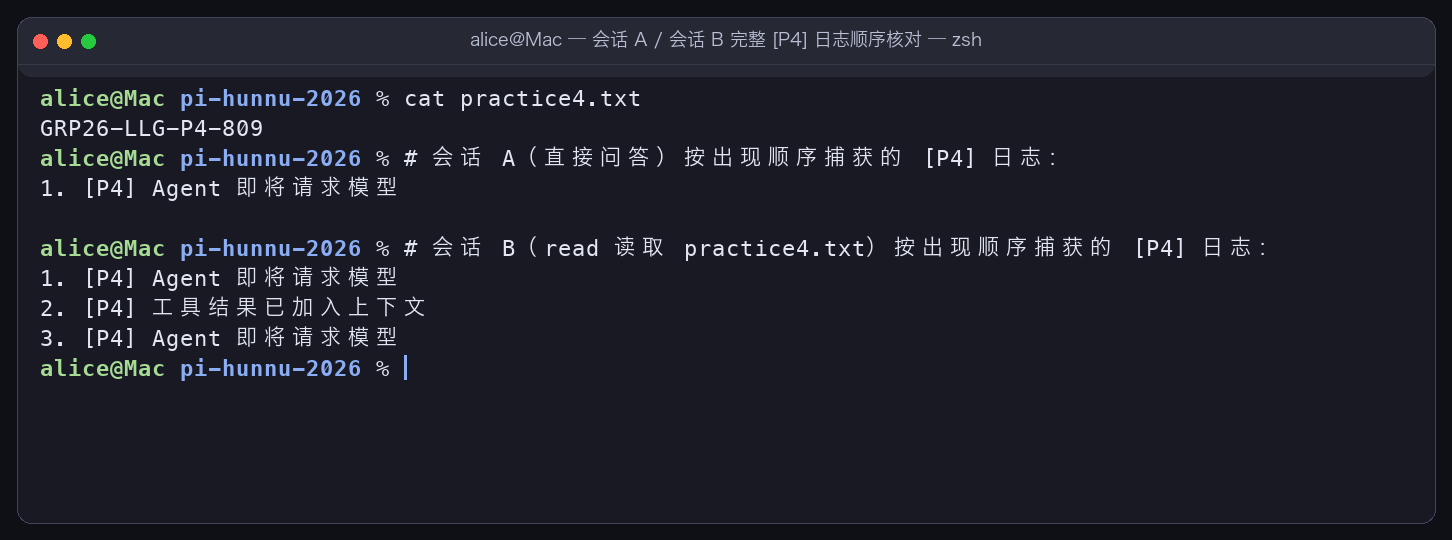 alice@Mac — 会话 A / 会话 B 完整 [P4] 日志顺序核对 — zsh
alice@Mac pi-hunnu-2026 % cat practice4.txt
GRP26-LLG-P4-809
alice@Mac pi-hunnu-2026 % # 会话 A（直接问答）按出现顺序捕获的 [P4] 日志：
1. [P4] Agent 即将请求模型
alice@Mac pi-hunnu-2026 % # 会话 B（read 读取 practice4.txt）按出现顺序捕获的 [P4] 日志：
1. [P4] Agent 即将请求模型
2. [P4] 工具结果已加入上下文
3. [P4] Agent 即将请求模型
alice@Mac pi-hunnu-2026 %